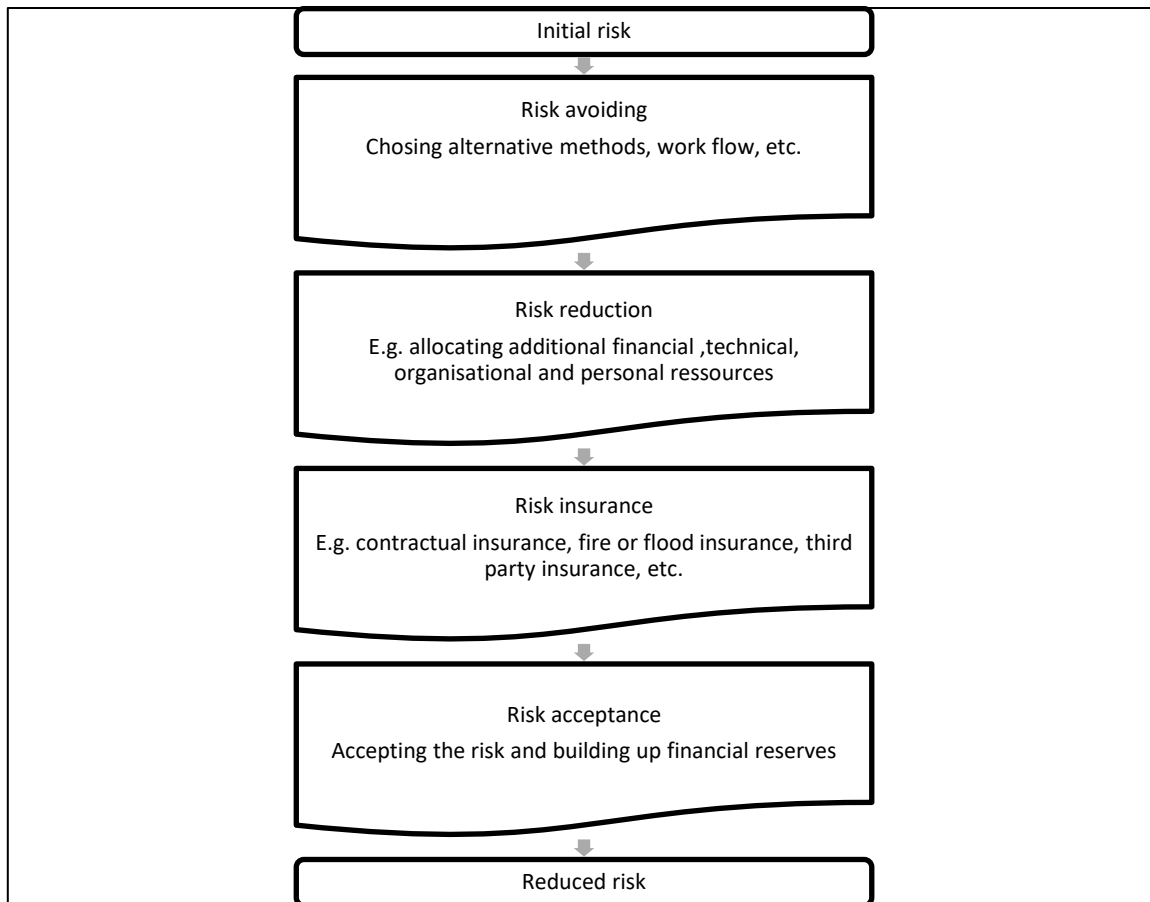 Initial risk
Risk avoiding
Chosing alternative methods, work flow, etc.
Risk reduction
E.g. allocating additional financial ,technical,
organisational and personal ressources
Risk insurance
E.g. contractual insurance, fire or flood insurance, third
party insurance, etc.
Risk acceptance
Accepting the risk and building up financial reserves
Reduced risk